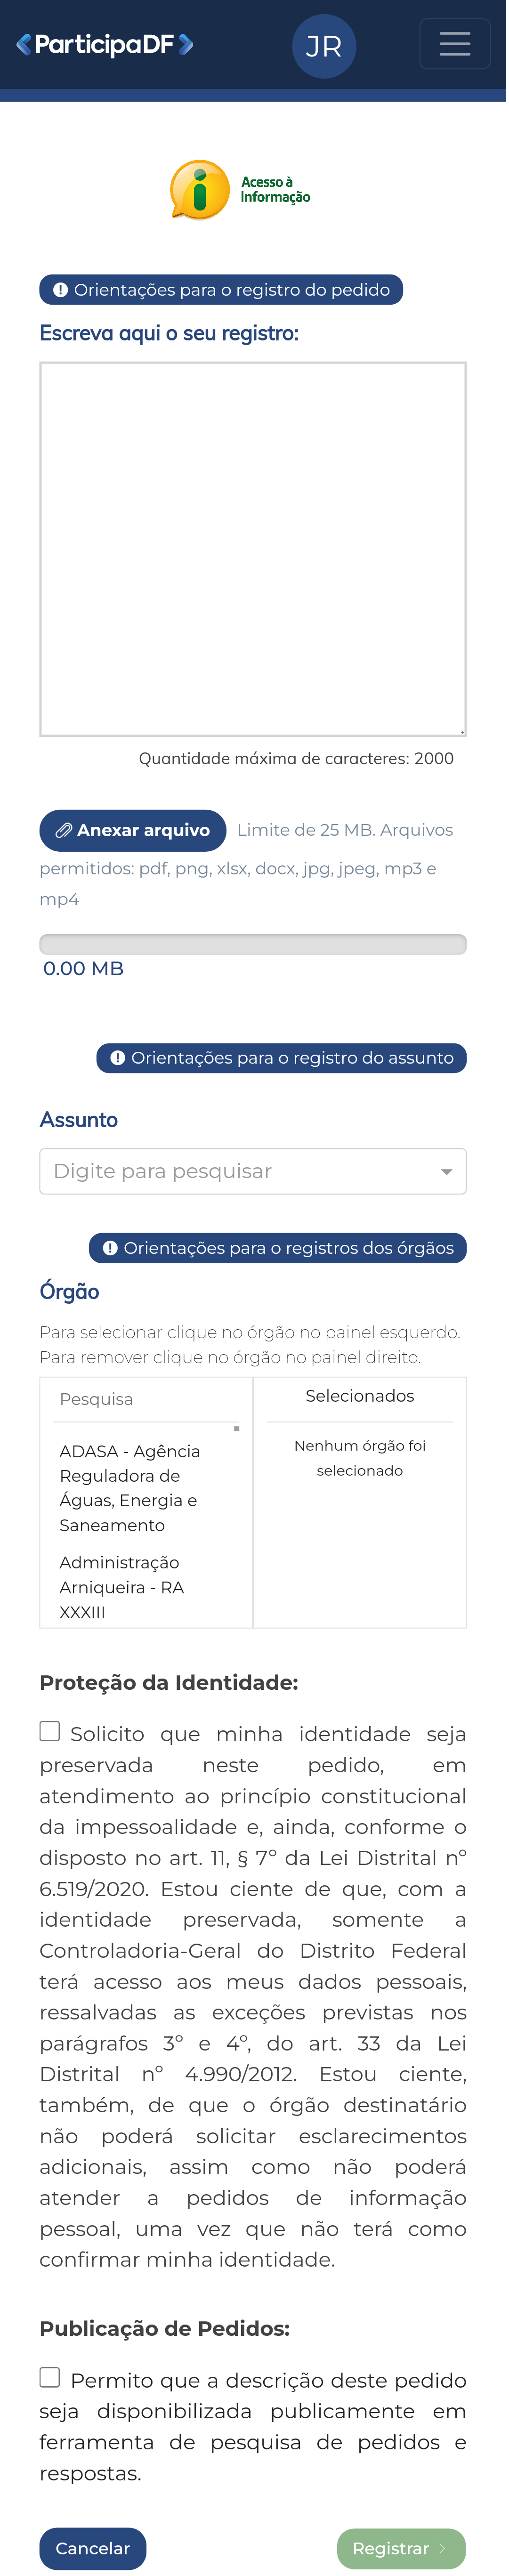 ParticipaDF
JR
Acesso à
Informação
Orientações para o registro do pedido
Escreva aqui o seu registro:
Quantidade máxima de caracteres: 2000
Anexar arquivo Limite de 25 MB. Arquivos
permitidos: pdf, png, xlsx, docx, jpg, jpeg, mp3 e
mp4
0.00 MB
Orientações para o registro do assunto
Assunto
Digite para pesquisar
Orientações para o registros dos órgãos
Órgão
Para selecionar clique no órgão no painel esquerdo.
Para remover clique no órgão no painel direito.
Pesquisa
ADASA - Agência
Reguladora de
Águas, Energia e
Saneamento
Administração
Arniqueira - RA
XXXIII
Selecionados
Nenhum órgão foi
selecionado
Proteção da Identidade:
Solicito que minha identidade seja
preservada neste pedido, em
atendimento ao princípio constitucional
da impessoalidade e, ainda, conforme o
disposto no art. 11, § 7º da Lei Distrital nº
6.519/2020. Estou ciente de que, com a
identidade preservada, somente a
Controladoria-Geral do Distrito Federal
terá acesso aos meus dados pessoais,
ressalvadas as exceções previstas nos
parágrafos 3º e 4º, do art. 33 da Lei
Distrital nº 4.990/2012. Estou ciente,
também, de que o órgão destinatário
não poderá solicitar esclarecimentos
adicionais, assim como não poderá
atender a pedidos de informação
pessoal, uma vez que não terá como
confirmar minha identidade.
Publicação de Pedidos:
Permito que a descrição deste pedido
seja disponibilizada publicamente em
ferramenta de pesquisa de pedidos e
respostas.
Cancelar
Registrar